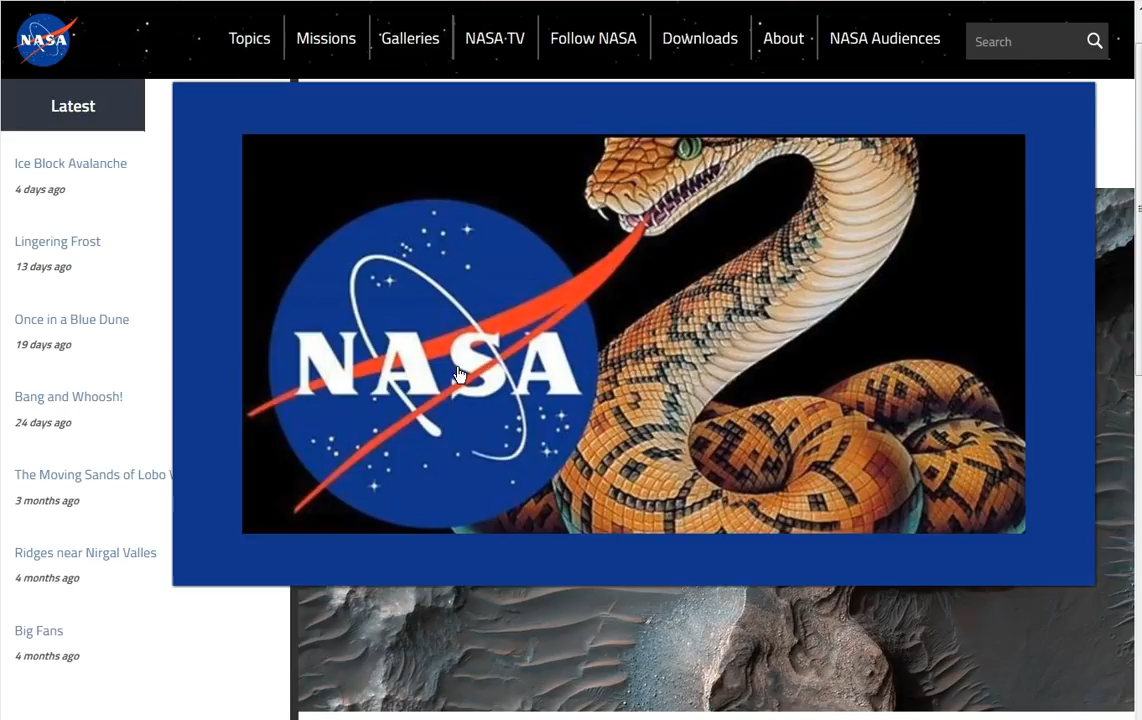 NASA
Topics
Missions
Galleries
NASA TV
Follow NASA
Downloads
About
NASA Audiences
Search
Latest
Ice Block Avalanche
4 days ago
Lingering Frost
13 days ago
Once in a Blue Dune
19 days ago
Bang and Whoosh!
24 days ago
The Moving Sands of Lobo
3 months ago
Ridges near Nirgal Valles
4 months ago
Big Fans
4 months ago
NASA